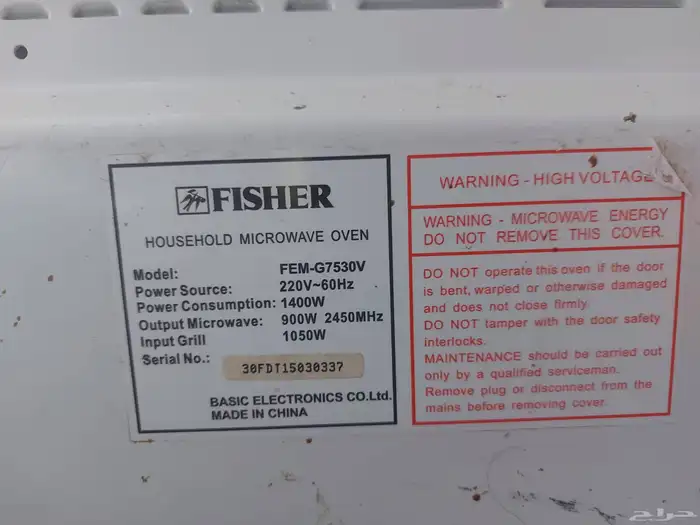 FISHER
HOUSEHOLD MICROWAVE OVEN
Model: FEM-G7530V
Power Source: 220V~60Hz
Power Consumption: 1400W
Output Microwave: 900W 2450MHz
Input Grill 1050W
Serial No.: 30FDT15030337
BASIC ELECTRONICS CO.Ltd.
MADE IN CHINA
WARNING - HIGH VOLTAGE
WARNING - MICROWAVE ENERGY
DO NOT REMOVE THIS COVER.
DO NOT operate this oven if the door
is bent, warped or otherwise damaged
and does not close firmly.
DO NOT tamper with the door safety
interlocks.
MAINTENANCE should be carried out
only by a qualified serviceman.
Remove plug or disconnect from the
mains before removing cover.
حراج